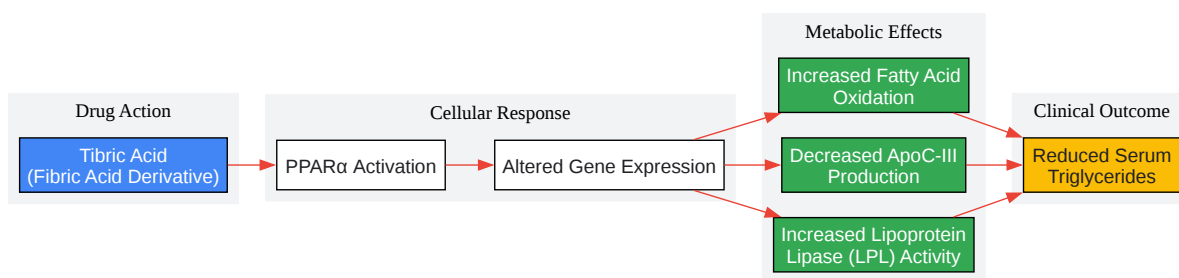 Drug Action
Tibric Acid
(Fibric Acid Derivative)
Cellular Response
PPARα Activation
Altered Gene Expression
Metabolic Effects
Increased Fatty Acid
Oxidation
Decreased ApoC-III
Production
Increased Lipoprotein
Lipase (LPL) Activity
Clinical Outcome
Reduced Serum
Triglycerides